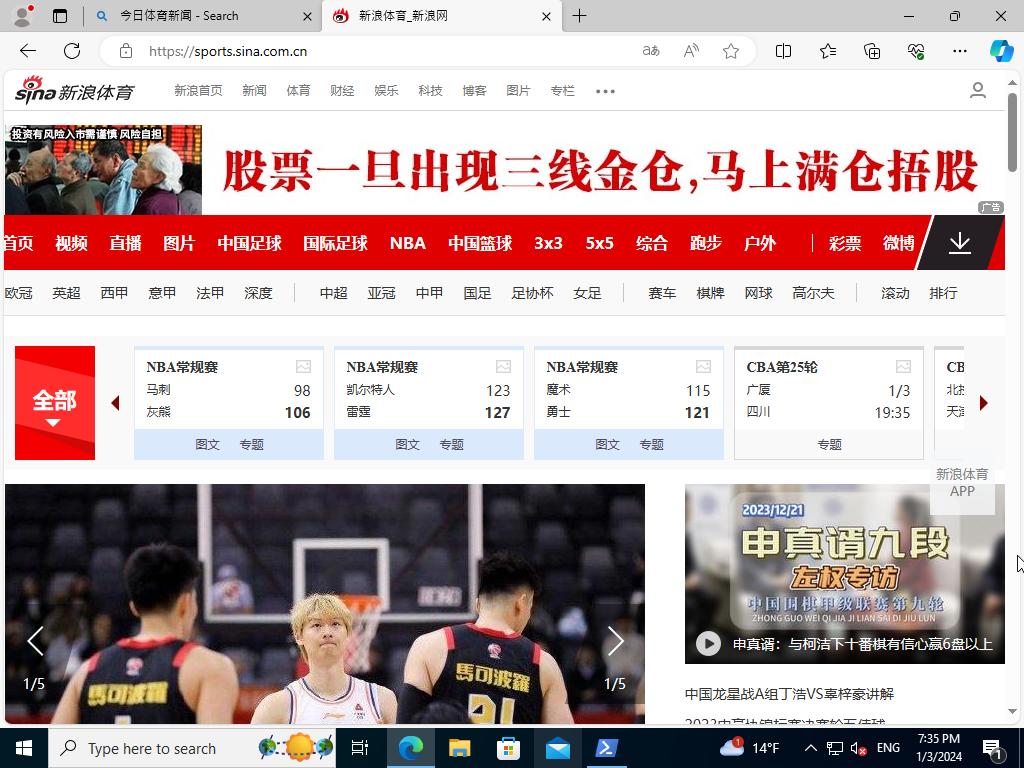 今日体育新闻 - Search
新浪体育_新浪网
https://sports.sina.com.cn
sina 新浪体育 新浪首页 新闻 体育 财经 娱乐 科技 博客 图片 专栏
投资有风险入市需谨慎 风险自担
股票一旦出现三线金仓,马上满仓捂股
广告
首页 视频 直播 图片 中国足球 国际足球 NBA 中国篮球 3x3 5x5 综合 跑步 户外 彩票 微博
欧冠 英超 西甲 意甲 法甲 深度 中超 亚冠 中甲 国足 足协杯 女足 赛车 棋牌 网球 高尔夫 滚动 排行
全部
NBA常规赛
马刺 98
灰熊 106
图文 专题
NBA常规赛
凯尔特人 123
雷霆 127
图文 专题
NBA常规赛
魔术 115
勇士 121
图文 专题
CBA第25轮
广厦 1/3
四川 19:35
专题
新浪体育
APP
馬可波羅
馬可波羅
1/5
1/5
2023/12/21
申真谞九段
左权专访
中国围棋甲级联赛第九轮
ZHONG GUO WEI QI JIA JI LIAN SAI DI JIU LUN
申真谞：与柯洁下十番棋有信心赢6盘以上
中国龙星战A组丁浩VS辜梓豪讲解
Type here to search
14°F
ENG
7:35 PM
1/3/2024
1